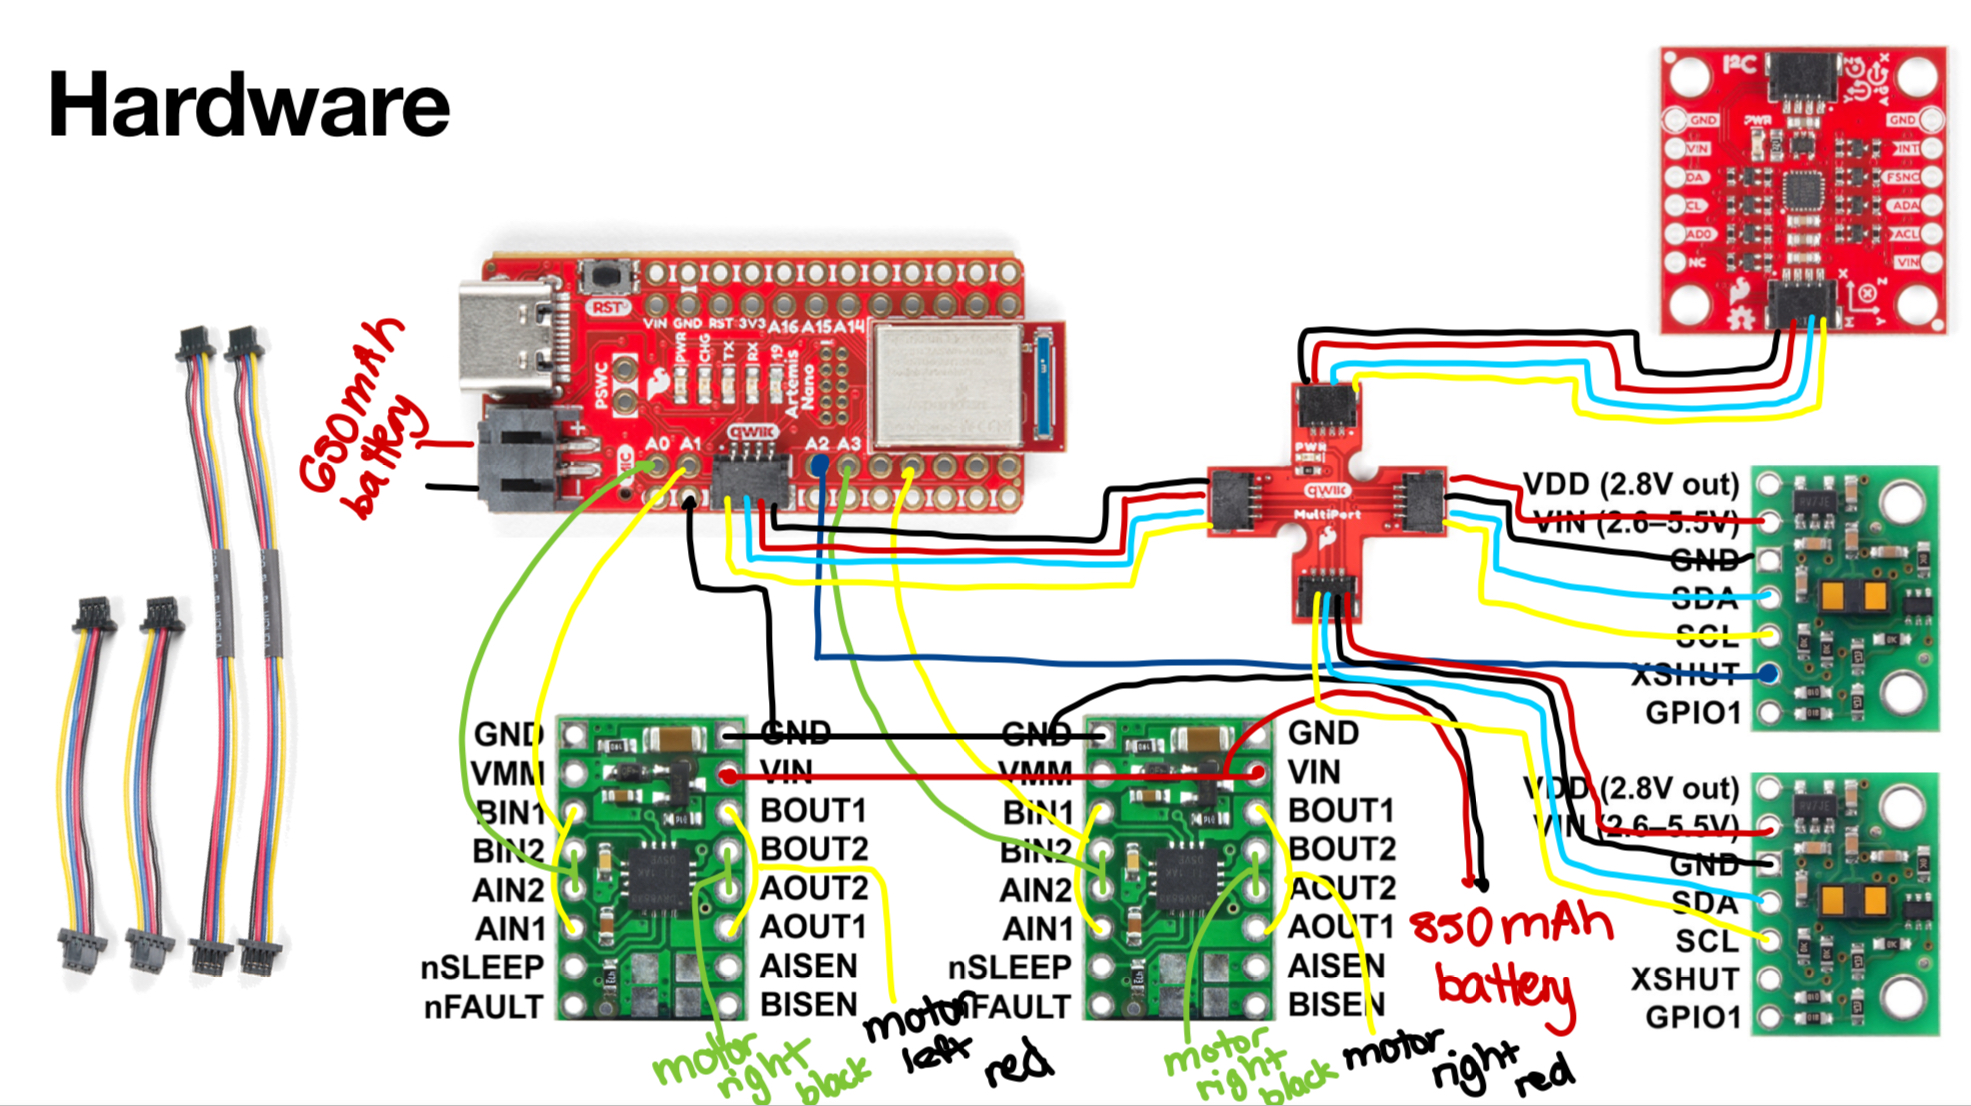 Hardware
I²C
GND
VIN
DA
CL
AD0
NC
PWR
GND
INT
FSNC
ADA
ACL
VIN
X
Z
M
Y
RST
VIN GND RST 3V3 A16 A15 A14
PSWC
PWR
CHG
TX
RX
19
Artemis
Nano
650mAh
battery
MIC
A0 A1
qwiic
A2 A3
PWR
qwiic
MultiPort
VDD (2.8V out)
VIN (2.6–5.5V)
GND
SDA
SCL
XSHUT
GPIO1
GND
VMM
BIN1
BIN2
AIN2
AIN1
nSLEEP
nFAULT
GND
VIN
BOUT1
BOUT2
AOUT2
AOUT1
AISEN
BISEN
GND
VMM
BIN1
BIN2
AIN2
AIN1
nSLEEP
nFAULT
GND
VIN
BOUT1
BOUT2
AOUT2
AOUT1
AISEN
BISEN
VDD (2.8V out)
VIN (2.6–5.5V)
GND
SDA
SCL
XSHUT
GPIO1
850mAh
battery
motor
right
black
motor
left
red
motor
right
black
motor
right
red